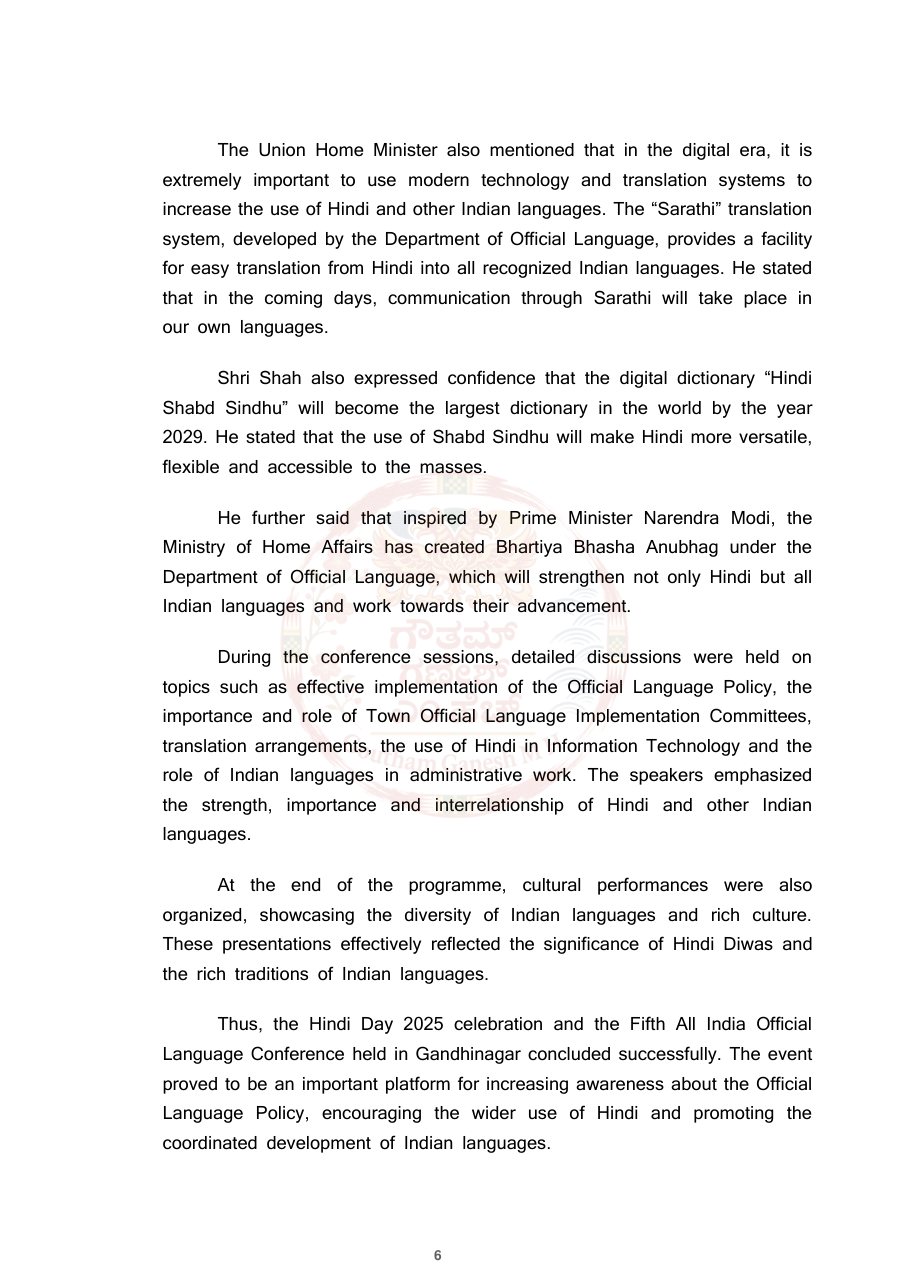 The Union Home Minister also mentioned that in the digital era, it is
extremely important to use modern technology and translation systems to
increase the use of Hindi and other Indian languages. The “Sarathi” translation
system, developed by the Department of Official Language, provides a facility
for easy translation from Hindi into all recognized Indian languages. He stated
that in the coming days, communication through Sarathi will take place in
our own languages.
Shri Shah also expressed confidence that the digital dictionary “Hindi
Shabd Sindhu” will become the largest dictionary in the world by the year
2029. He stated that the use of Shabd Sindhu will make Hindi more versatile,
flexible and accessible to the masses.
He further said that inspired by Prime Minister Narendra Modi, the
Ministry of Home Affairs has created Bhartiya Bhasha Anubhag under the
Department of Official Language, which will strengthen not only Hindi but all
Indian languages and work towards their advancement.
ಗೌತಮ್
ಗಣೇಶ್
ಎಂ ಹೆಚ್
Goutham Ganesh M H
During the conference sessions, detailed discussions were held on
topics such as effective implementation of the Official Language Policy, the
importance and role of Town Official Language Implementation Committees,
translation arrangements, the use of Hindi in Information Technology and the
role of Indian languages in administrative work. The speakers emphasized
the strength, importance and interrelationship of Hindi and other Indian
languages.
At the end of the programme, cultural performances were also
organized, showcasing the diversity of Indian languages and rich culture.
These presentations effectively reflected the significance of Hindi Diwas and
the rich traditions of Indian languages.
Thus, the Hindi Day 2025 celebration and the Fifth All India Official
Language Conference held in Gandhinagar concluded successfully. The event
proved to be an important platform for increasing awareness about the Official
Language Policy, encouraging the wider use of Hindi and promoting the
coordinated development of Indian languages.
6